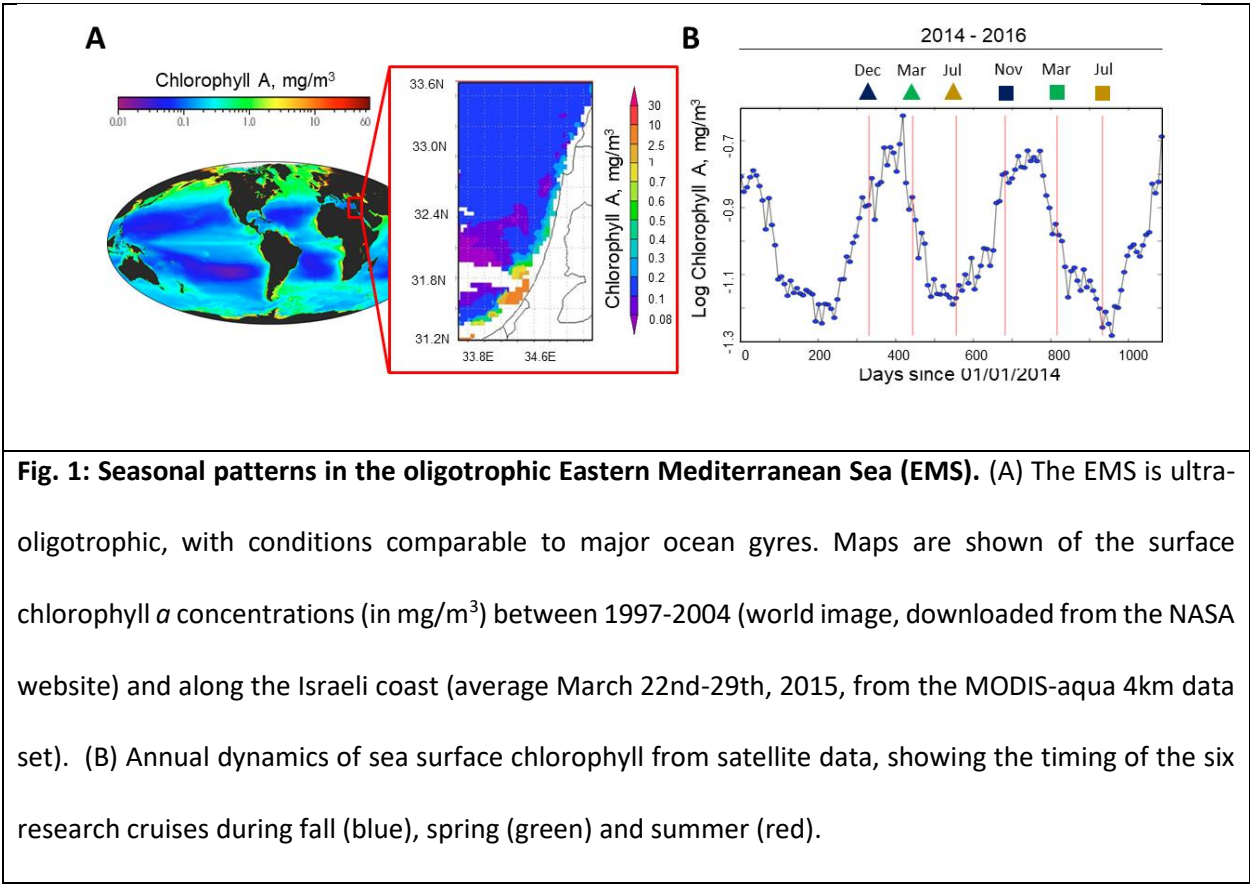 A
Chlorophyll A, mg/m3
0.01 0.1 1 10 60
33.6N
33.0N
32.4N
31.8N
31.2N
33.8E 34.6E
Chlorophyll A, mg/m3
30
10
2.5
1
0.7
0.6
0.5
0.4
0.3
0.2
0.1
0.08
B
2014 - 2016
Dec Mar Jul Nov Mar Jul
Log Chlorophyll A, mg/m3
-0.7
-0.9
-1.1
-1.3
0 200 400 600 800 1000
Days since 01/01/2014
Fig. 1: Seasonal patterns in the oligotrophic Eastern Mediterranean Sea (EMS). (A) The EMS is ultra-
oligotrophic, with conditions comparable to major ocean gyres. Maps are shown of the surface
chlorophyll a concentrations (in mg/m3) between 1997-2004 (world image, downloaded from the NASA
website) and along the Israeli coast (average March 22nd-29th, 2015, from the MODIS-aqua 4km data
set). (B) Annual dynamics of sea surface chlorophyll from satellite data, showing the timing of the six
research cruises during fall (blue), spring (green) and summer (red).